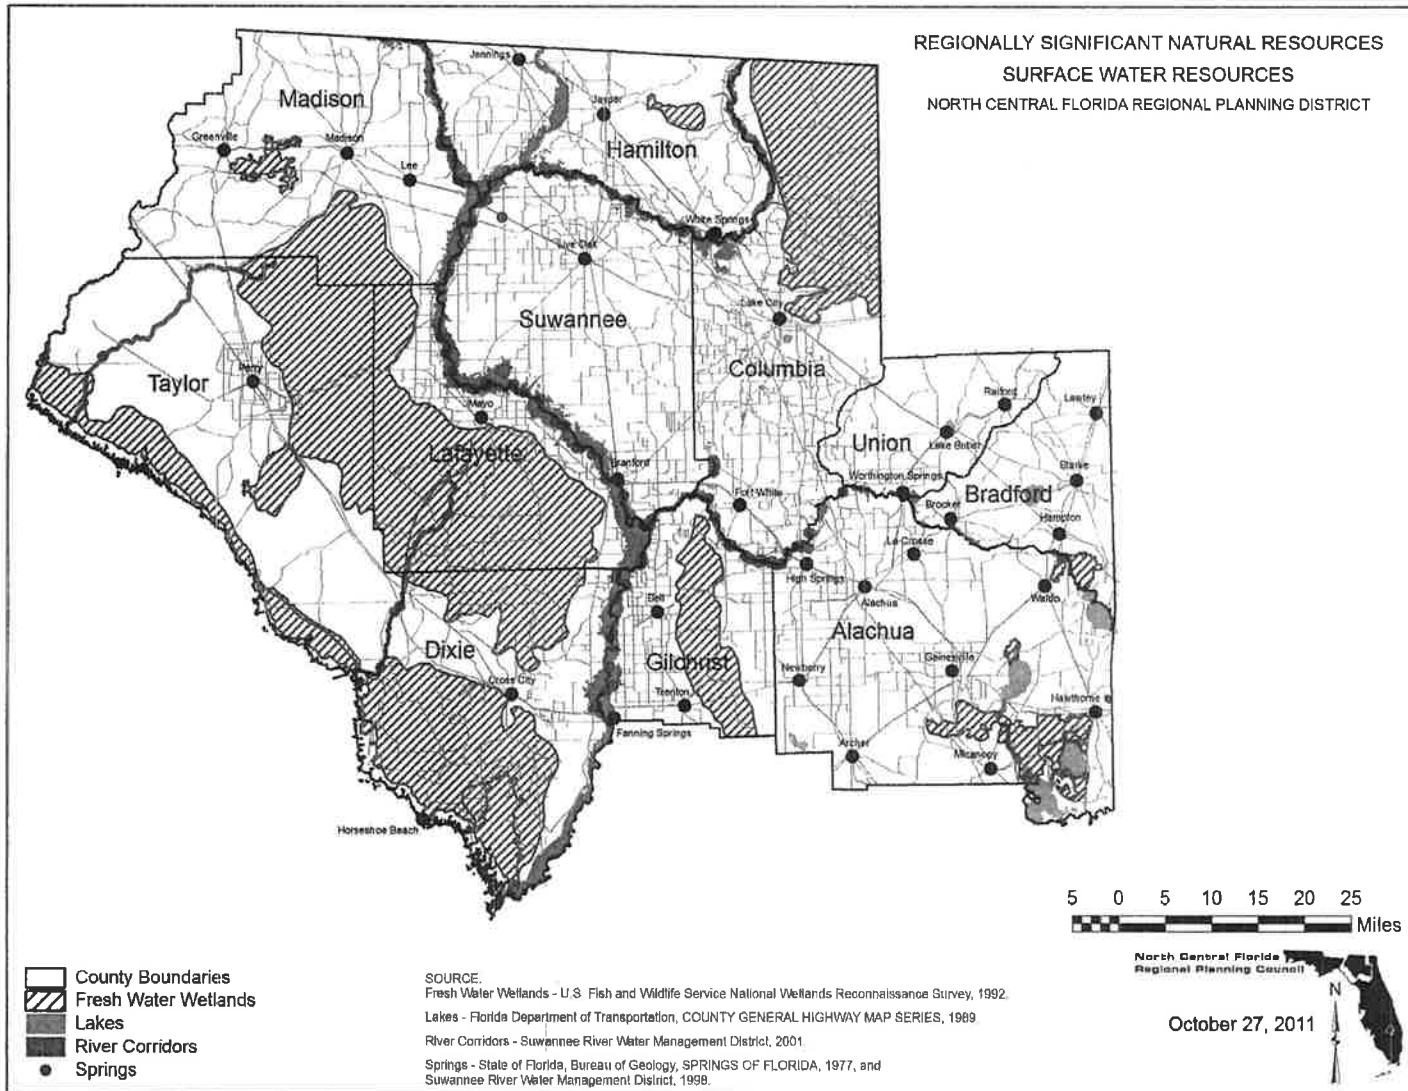 REGIONALLY SIGNIFICANT NATURAL RESOURCES
SURFACE WATER RESOURCES
NORTH CENTRAL FLORIDA REGIONAL PLANNING DISTRICT
Jennings
Madison
Jasper
Greenville
Madison
Hamilton
Lee
White Springs
Live Oak
Lake City
Suwannee
Columbia
Taylor
Perry
Mayo
Raiford
Lawtey
Union
Lake Butler
Lafayette
Branford
Worthington Springs
Starke
Fort White
Bradford
Brooker
Hampton
La Crosse
High Springs
Alachua
Waldo
Bell
Alachua
Dixie
Gilchrist
Gainesville
Newberry
Cross City
Trenton
Hawthorne
Fanning Springs
Archer
Micanopy
Horseshoe Beach
5 0 5 10 15 20 25
Miles
County Boundaries
Fresh Water Wetlands
Lakes
River Corridors
Springs
SOURCE.
Fresh Water Wetlands - U.S. Fish and Wildlife Service National Wetlands Reconnaissance Survey, 1992.
Lakes - Florida Department of Transportation, COUNTY GENERAL HIGHWAY MAP SERIES, 1989.
River Corridors - Suwannee River Water Management District, 2001.
Springs - State of Florida, Bureau of Geology, SPRINGS OF FLORIDA, 1977, and
Suwannee River Water Management District, 1998.
North Central Florida
Regional Planning Council
N
October 27, 2011